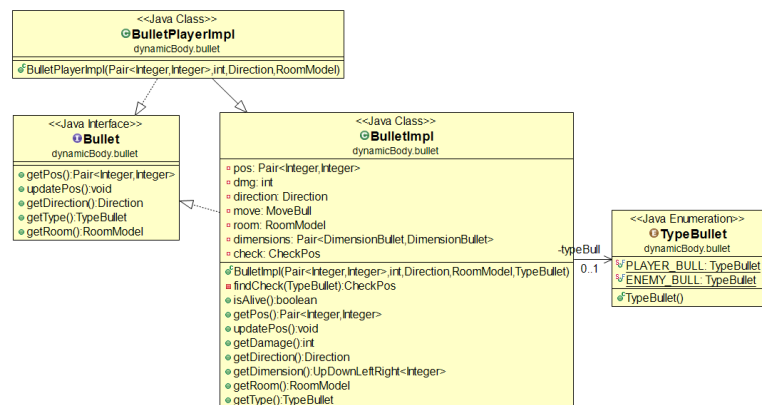 <<Java Class>>
BulletPlayerImpl
dynamicBody.bullet
BulletPlayerImpl(Pair<Integer,Integer>,int,Direction,RoomModel)
<<Java Interface>>
Bullet
dynamicBody.bullet
getPos():Pair<Integer,Integer>
updatePos():void
getDirection():Direction
getType():TypeBullet
getRoom():RoomModel
<<Java Class>>
BulletImpl
dynamicBody.bullet
pos: Pair<Integer,Integer>
dmg: int
direction: Direction
move: MoveBull
room: RoomModel
dimensions: Pair<DimensionBullet,DimensionBullet>
check: CheckPos
BulletImpl(Pair<Integer,Integer>,int,Direction,RoomModel,TypeBullet)
findCheck(TypeBullet):CheckPos
isAlive():boolean
getPos():Pair<Integer,Integer>
updatePos():void
getDamage():int
getDirection():Direction
getDimension():UpDownLeftRight<Integer>
getRoom():RoomModel
getType():TypeBullet
-typeBull
0..1
<<Java Enumeration>>
TypeBullet
dynamicBody.bullet
PLAYER_BULL: TypeBullet
ENEMY_BULL: TypeBullet
TypeBullet()